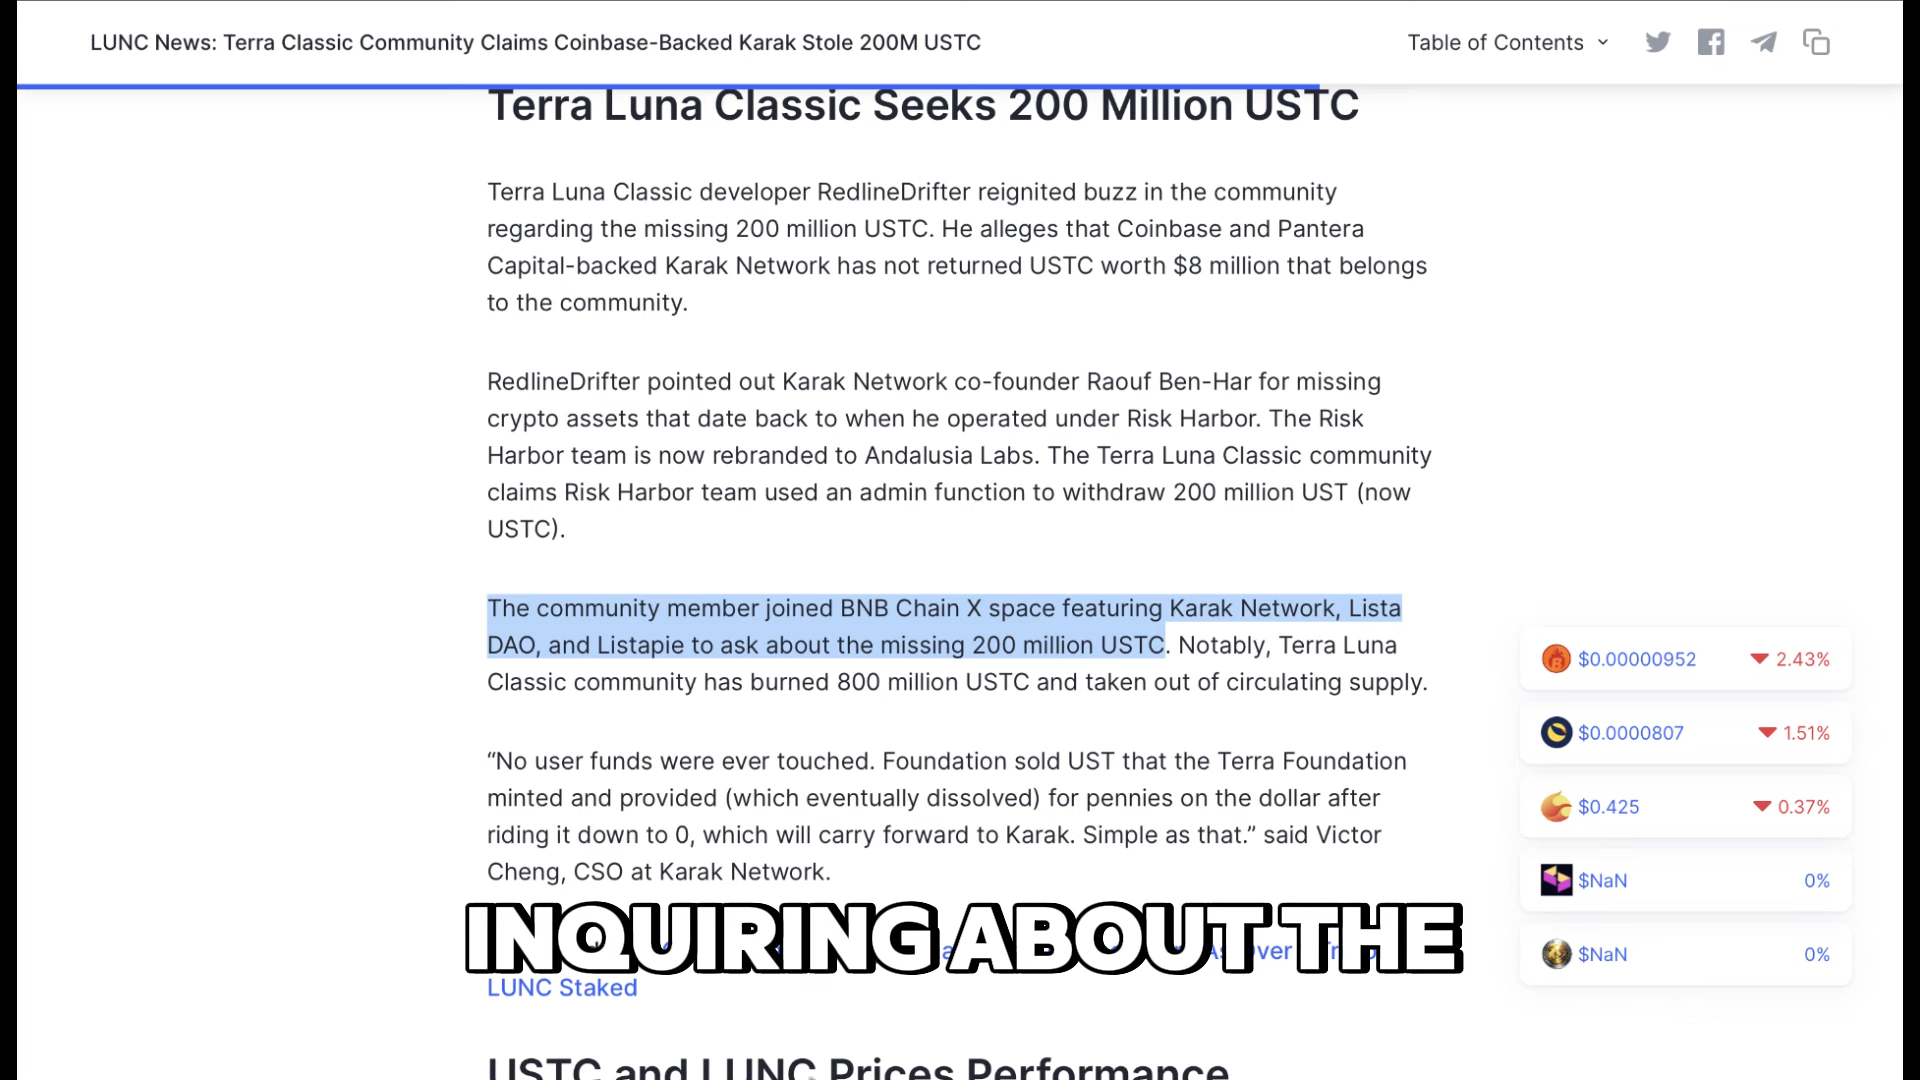 LUNC News: Terra Classic Community Claims Coinbase-Backed Karak Stole 200M USTC
Table of Contents
Terra Luna Classic Seeks 200 Million USTC
Terra Luna Classic developer RedlineDrifter reignited buzz in the community
regarding the missing 200 million USTC. He alleges that Coinbase and Pantera
Capital-backed Karak Network has not returned USTC worth $8 million that belongs
to the community.
RedlineDrifter pointed out Karak Network co-founder Raouf Ben-Har for missing
crypto assets that date back to when he operated under Risk Harbor. The Risk
Harbor team is now rebranded to Andalusia Labs. The Terra Luna Classic community
claims Risk Harbor team used an admin function to withdraw 200 million UST (now
USTC).
The community member joined BNB Chain X space featuring Karak Network, Lista
DAO, and Listapie to ask about the missing 200 million USTC. Notably, Terra Luna
Classic community has burned 800 million USTC and taken out of circulating supply.
“No user funds were ever touched. Foundation sold UST that the Terra Foundation
minted and provided (which eventually dissolved) for pennies on the dollar after
riding it down to 0, which will carry forward to Karak. Simple as that.” said Victor
Cheng, CSO at Karak Network.
INQUIRING ABOUT THE
LUNC Staked
USTC and LUNC Prices Performance
$0.00000952 2.43%
$0.0000807 1.51%
$0.425 0.37%
$NaN 0%
$NaN 0%